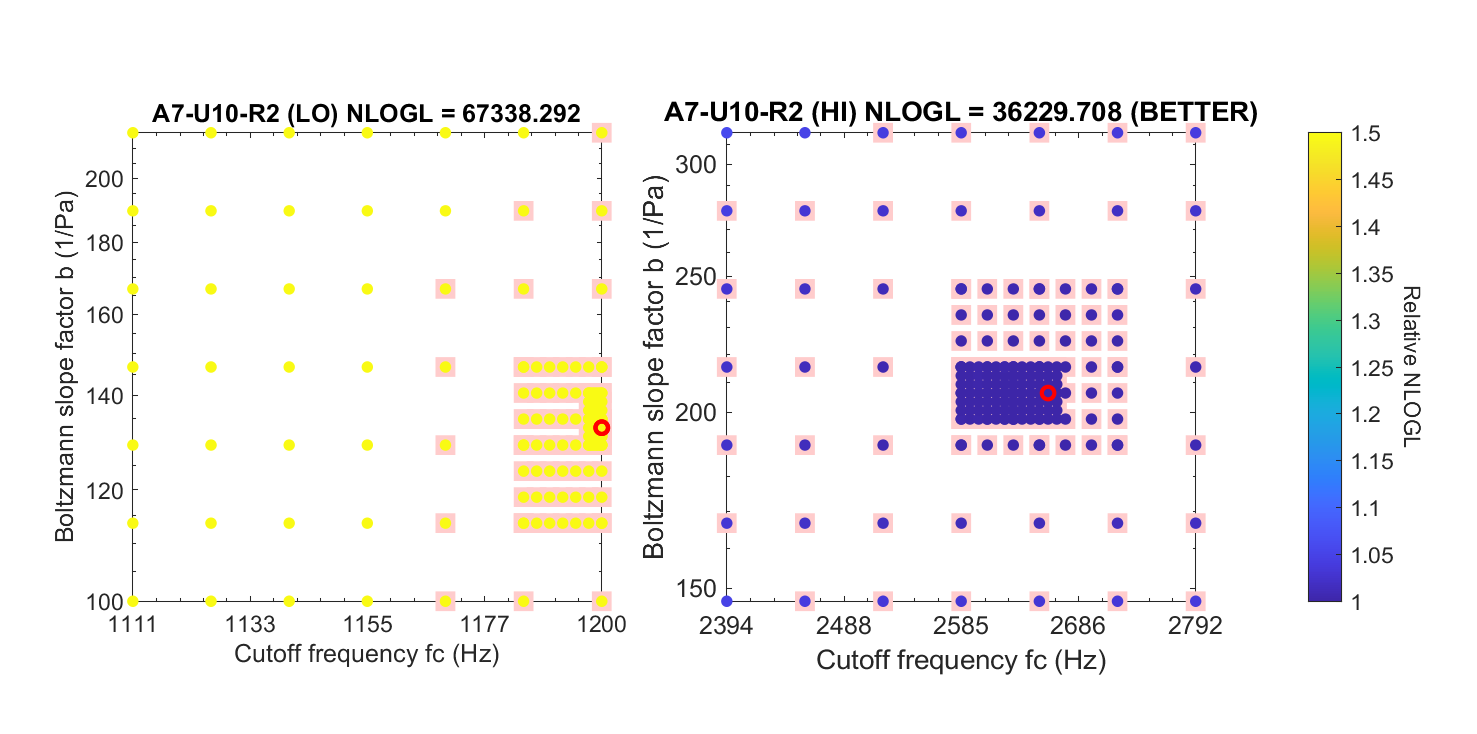 A7-U10-R2 (LO) NLOGL = 67338.292
200
180
160
140
120
100
Boltzmann slope factor b (1/Pa)
1111 1133 1155 1177 1200
Cutoff frequency fc (Hz)
A7-U10-R2 (HI) NLOGL = 36229.708 (BETTER)
300
250
200
150
Boltzmann slope factor b (1/Pa)
2394 2488 2585 2686 2792
Cutoff frequency fc (Hz)
1.5
1.45
1.4
1.35
1.3
1.25
1.2
1.15
1.1
1.05
1
Relative NLOGL